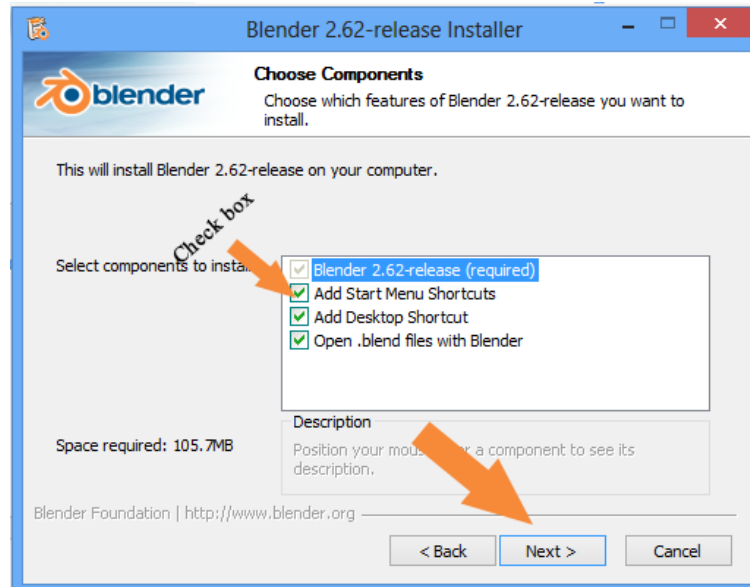 Blender 2.62-release Installer
blender
Choose Components
Choose which features of Blender 2.62-release you want to
install.
This will install Blender 2.62-release on your computer.
Check box
Select components to install
Blender 2.62-release (required)
Add Start Menu Shortcuts
Add Desktop Shortcut
Open .blend files with Blender
Description
Space required: 105.7MB
Position your a component to see its
description.
Blender Foundation | http://www.blender.org
< Back
Next >
Cancel